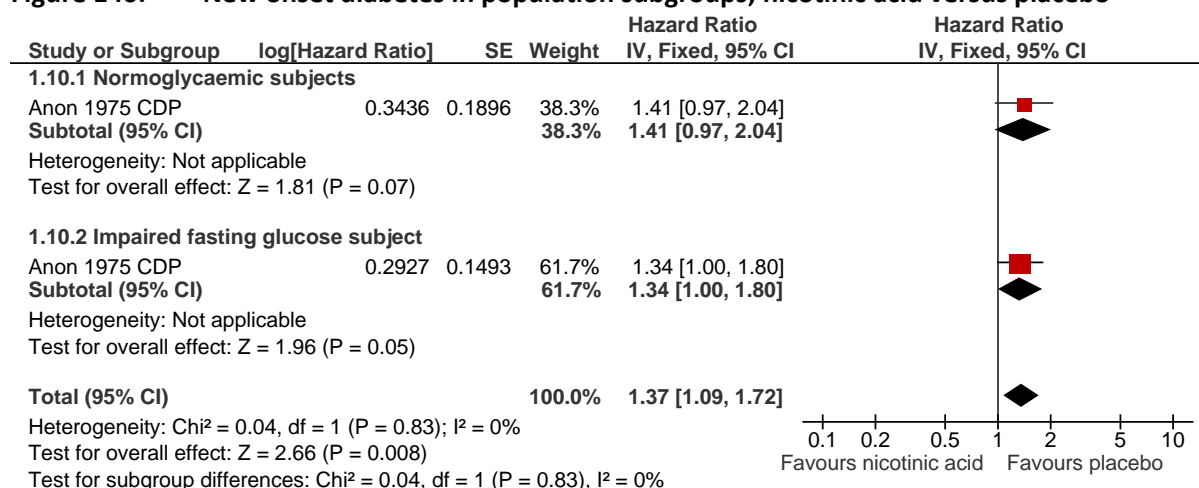 Figure 148: New onset diabetes in population subgroups, nicotinic acid versus placebo
Hazard Ratio Hazard Ratio
Study or Subgroup log[Hazard Ratio] SE Weight IV, Fixed, 95% CI IV, Fixed, 95% CI
1.10.1 Normoglycaemic subjects
Anon 1975 CDP 0.3436 0.1896 38.3% 1.41 [0.97, 2.04]
Subtotal (95% CI) 38.3% 1.41 [0.97, 2.04]
Heterogeneity: Not applicable
Test for overall effect: Z = 1.81 (P = 0.07)
1.10.2 Impaired fasting glucose subject
Anon 1975 CDP 0.2927 0.1493 61.7% 1.34 [1.00, 1.80]
Subtotal (95% CI) 61.7% 1.34 [1.00, 1.80]
Heterogeneity: Not applicable
Test for overall effect: Z = 1.96 (P = 0.05)
Total (95% CI) 100.0% 1.37 [1.09, 1.72]
Heterogeneity: Chi² = 0.04, df = 1 (P = 0.83); I² = 0%
Test for overall effect: Z = 2.66 (P = 0.008)
Test for subgroup differences: Chi² = 0.04, df = 1 (P = 0.83), I² = 0%
0.1 0.2 0.5 1 2 5 10
Favours nicotinic acid Favours placebo